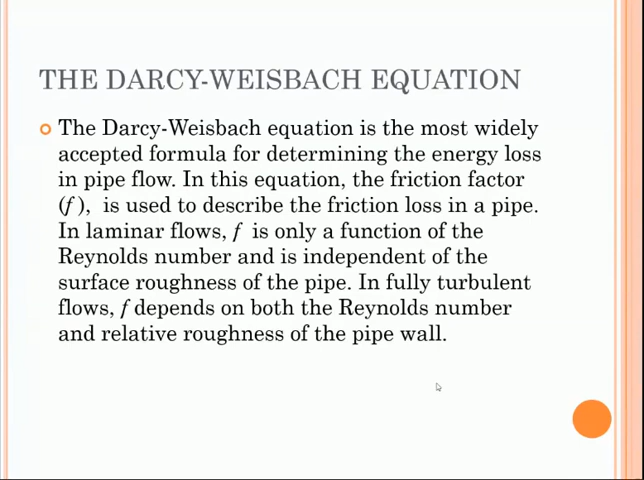 THE DARCY-WEISBACH EQUATION
The Darcy-Weisbach equation is the most widely
accepted formula for determining the energy loss
in pipe flow. In this equation, the friction factor
(f ), is used to describe the friction loss in a pipe.
In laminar flows, f is only a function of the
Reynolds number and is independent of the
surface roughness of the pipe. In fully turbulent
flows, f depends on both the Reynolds number
and relative roughness of the pipe wall.